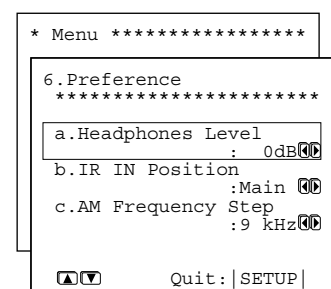 * Menu *****************
6.Preference
***********************
a.Headphones Level
: 0dB
b.IR IN Position
:Main
c.AM Frequency Step
:9 kHz
Quit:|SETUP|